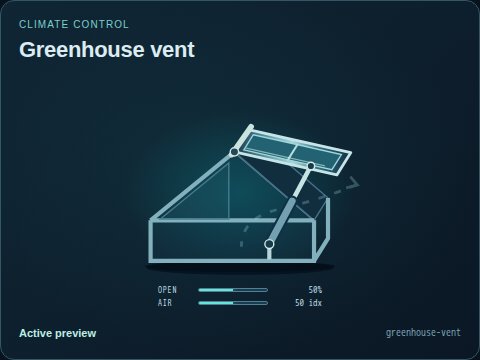 CLIMATE CONTROL
Greenhouse vent
OPEN 50%
AIR 50 idx
Active preview greenhouse-vent